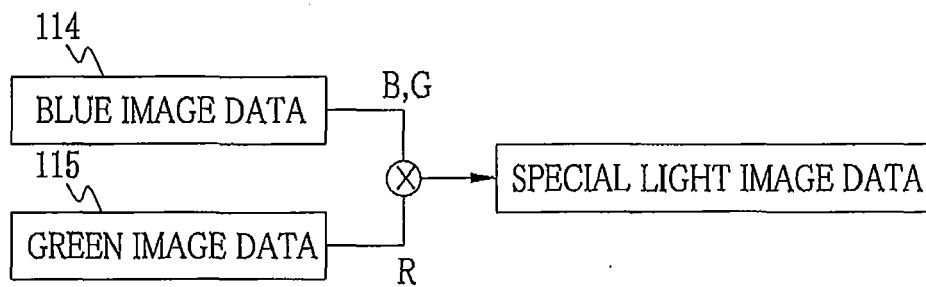 114
BLUE IMAGE DATA
B,G
115
SPECIAL LIGHT IMAGE DATA
GREEN IMAGE DATA
R